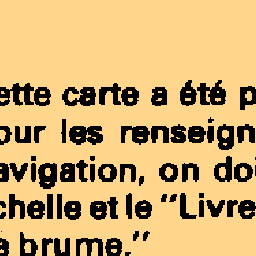 ette carte a été p
our les renseign
avigation, on doi
chelle et le "Livre
brume."